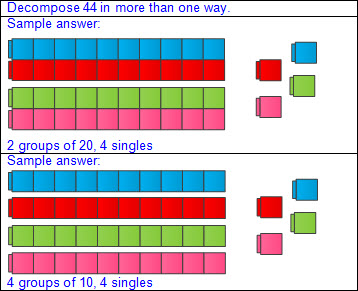 Decompose 44 in more than one way.
Sample answer:
2 groups of 20, 4 singles
Sample answer:
4 groups of 10, 4 singles